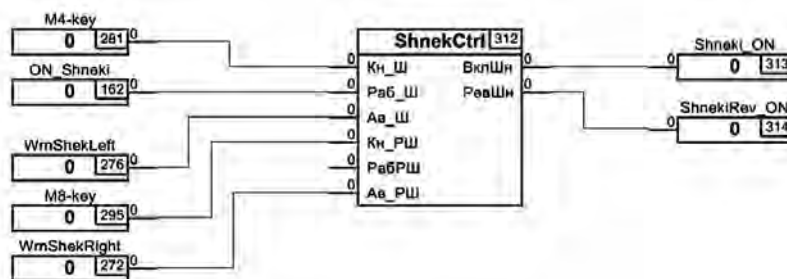 M4-key
0 281 0
ON_Shneki
0 162 0
WrnShekLeft
0 276 0
M8-key
0 295 0
WrnShekRight
0 272 0
ShnekCtrl 312
0 Кн_Ш ВклШн 0
0 Раб_Ш РевШн 0
0 Ав_Ш
0 Кн_РШ
0 РабРШ
0 Ав_РШ
Shneki_ON
0 0 313
ShnekiRev_ON
0 0 314